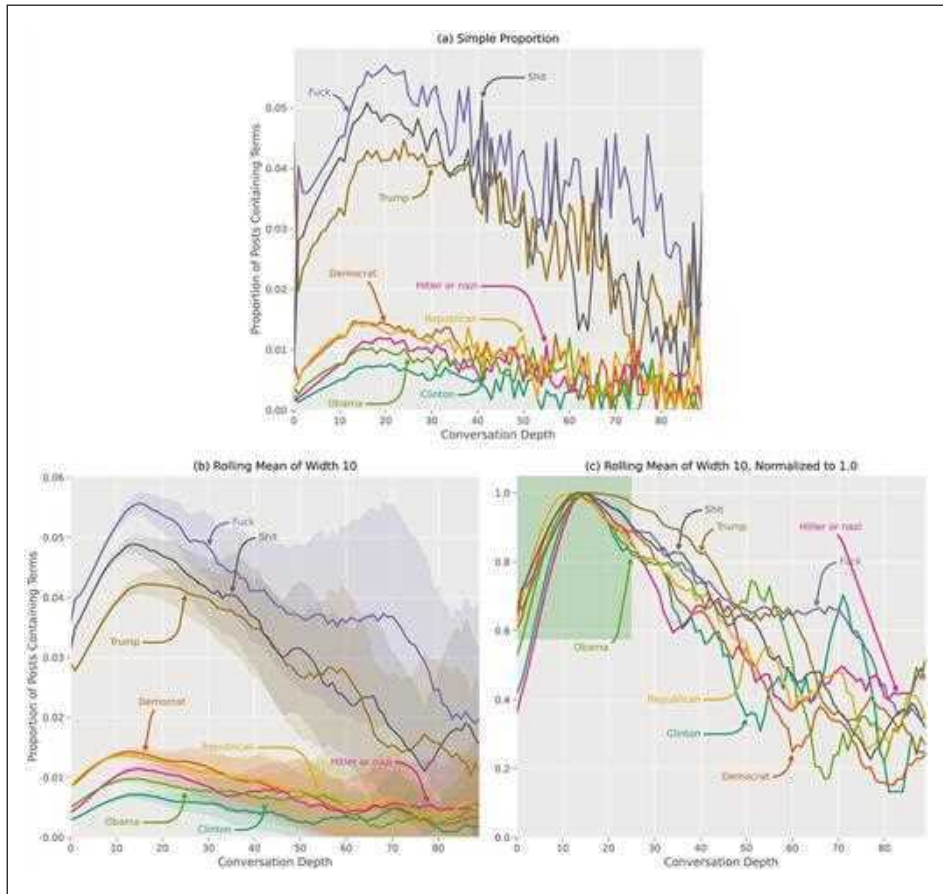 (a) Simple Proportion
Proportion of Posts Containing Terms
0.05
0.04
0.03
0.02
0.01
0.00
Fuck
Shit
Trump
Democrat
Hitler or nazi
Republican
Obama
Clinton
0 10 20 30 40 50 60 70 80
Conversation Depth
(b) Rolling Mean of Width 10
Proportion of Posts Containing Terms
0.06
0.05
0.04
0.03
0.02
0.01
0.00
Fuck
Shit
Trump
Democrat
Republican
Hitler or nazi
Obama
Clinton
0 10 20 30 40 50 60 70 80
Conversation Depth
(c) Rolling Mean of Width 10, Normalized to 1.0
1.0
0.8
0.6
0.4
0.2
0.0
Shit
Trump
Hitler or nazi
Fuck
Obama
Republican
Clinton
Democrat
0 10 20 30 40 50 60 70 80
Conversation Depth